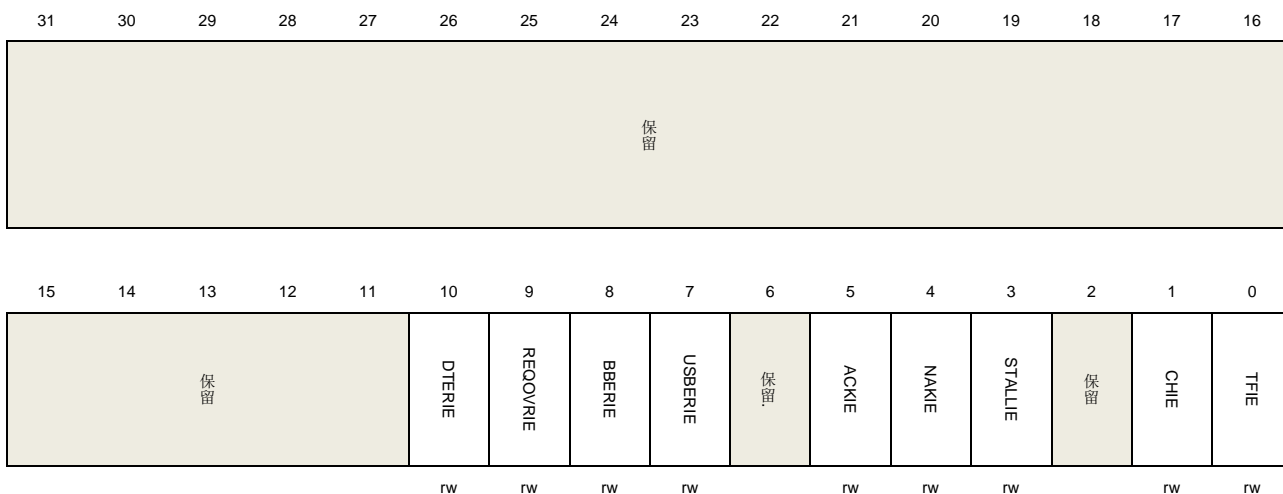 31 30 29 28 27 26 25 24 23 22 21 20 19 18 17 16
保留
15 14 13 12 11 10 9 8 7 6 5 4 3 2 1 0
保留 DTERIE REQOVRIE BBERIE USBERIE 保留. ACKIE NAKIE STALLIE 保留 CHIE TFIE
rw rw rw rw rw rw rw rw rw